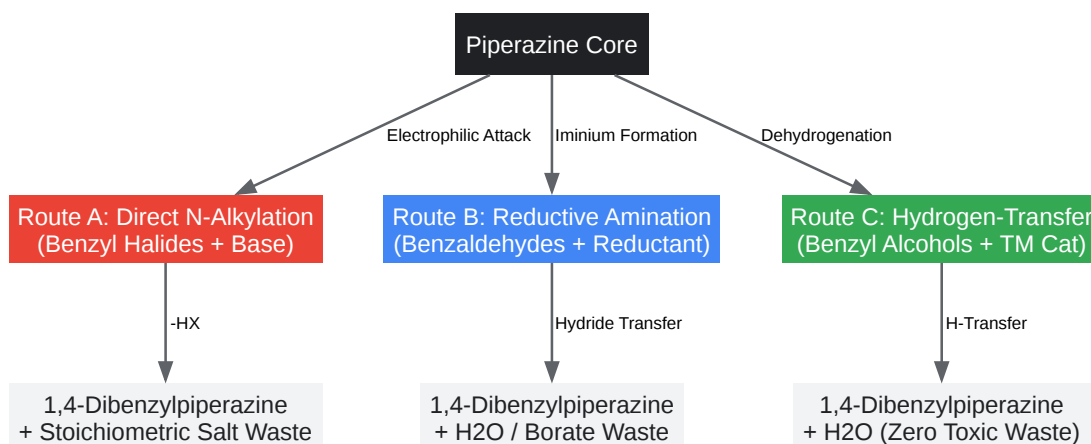 Piperazine Core
Electrophilic Attack
Iminium Formation
Dehydrogenation
Route A: Direct N-Alkylation
(Benzyl Halides + Base)
Route B: Reductive Amination
(Benzaldehydes + Reductant)
Route C: Hydrogen-Transfer
(Benzyl Alcohols + TM Cat)
-HX
Hydride Transfer
H-Transfer
1,4-Dibenzylpiperazine
+ Stoichiometric Salt Waste
1,4-Dibenzylpiperazine
+ H2O / Borate Waste
1,4-Dibenzylpiperazine
+ H2O (Zero Toxic Waste)